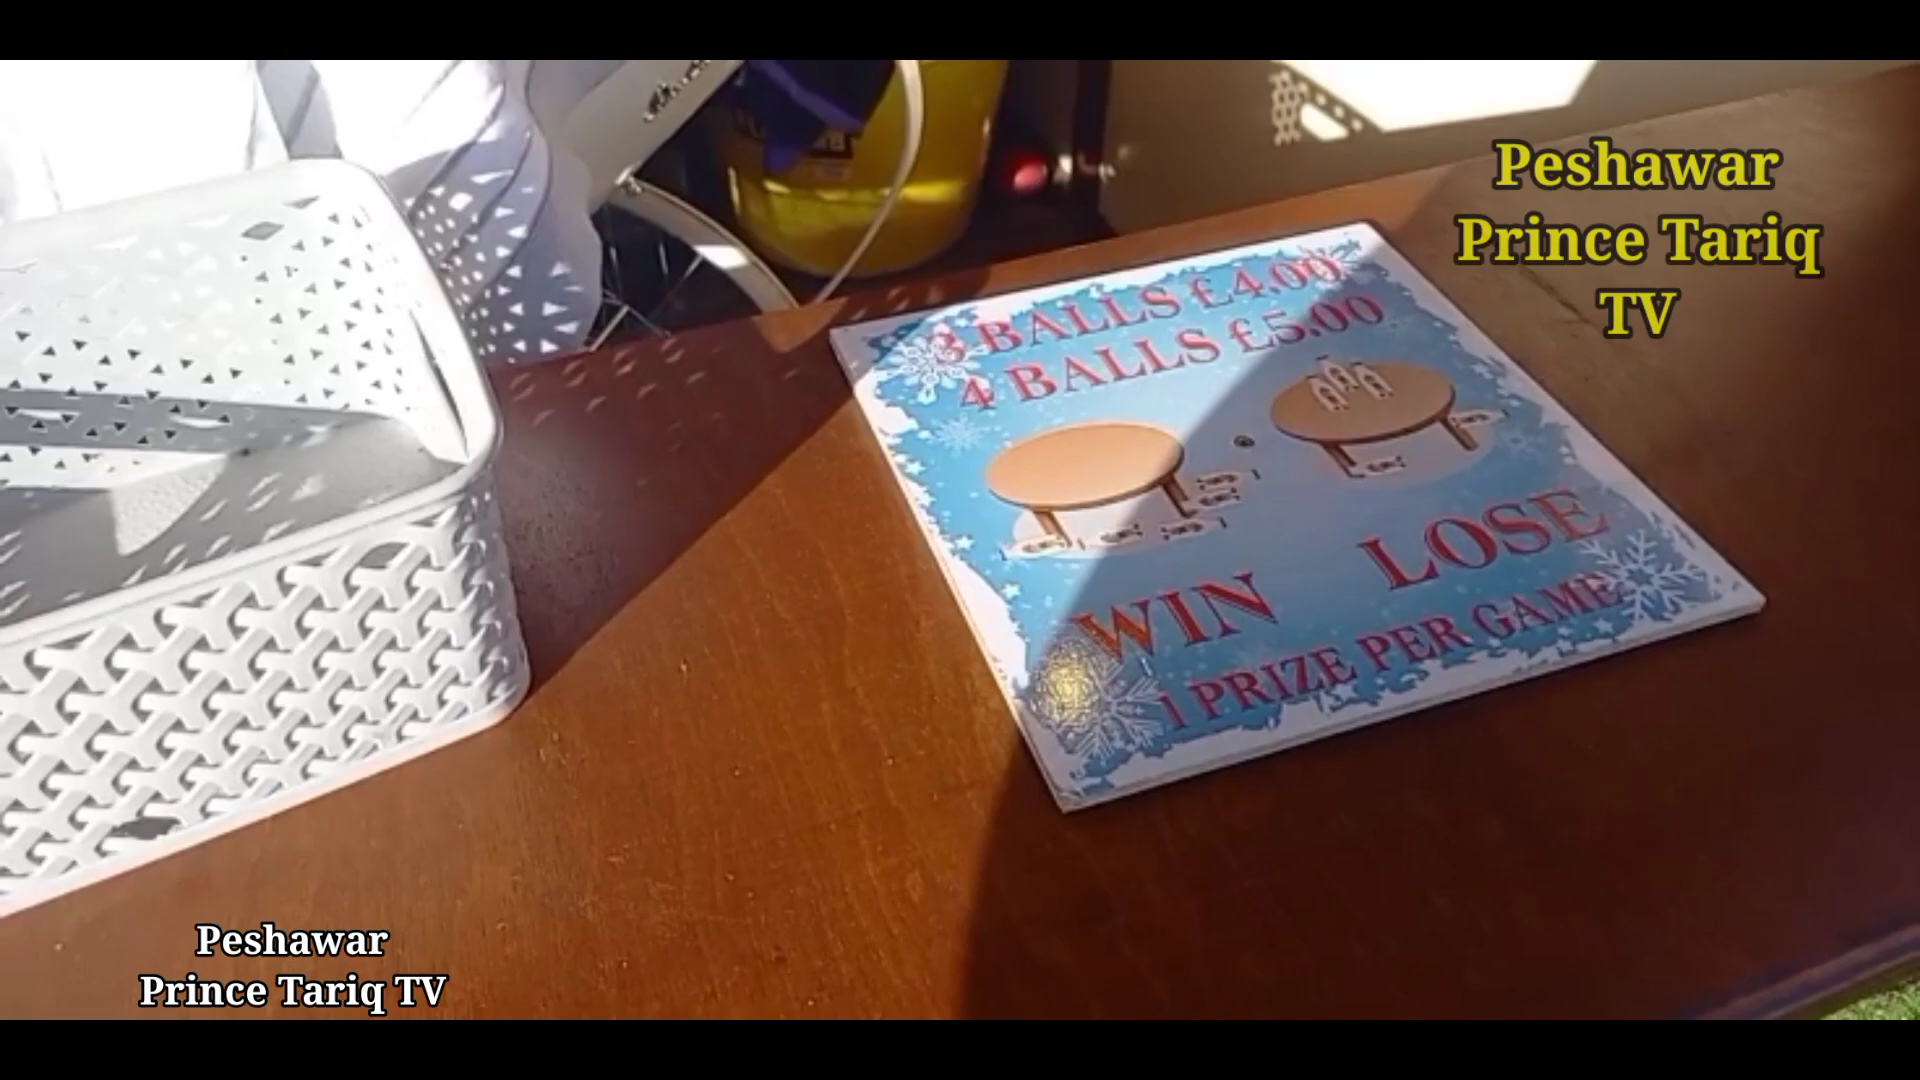 Peshawar
Prince Tariq
TV
3 BALLS £4.00
4 BALLS £5.00
WIN LOSE
1 PRIZE PER GAME
Peshawar
Prince Tariq TV